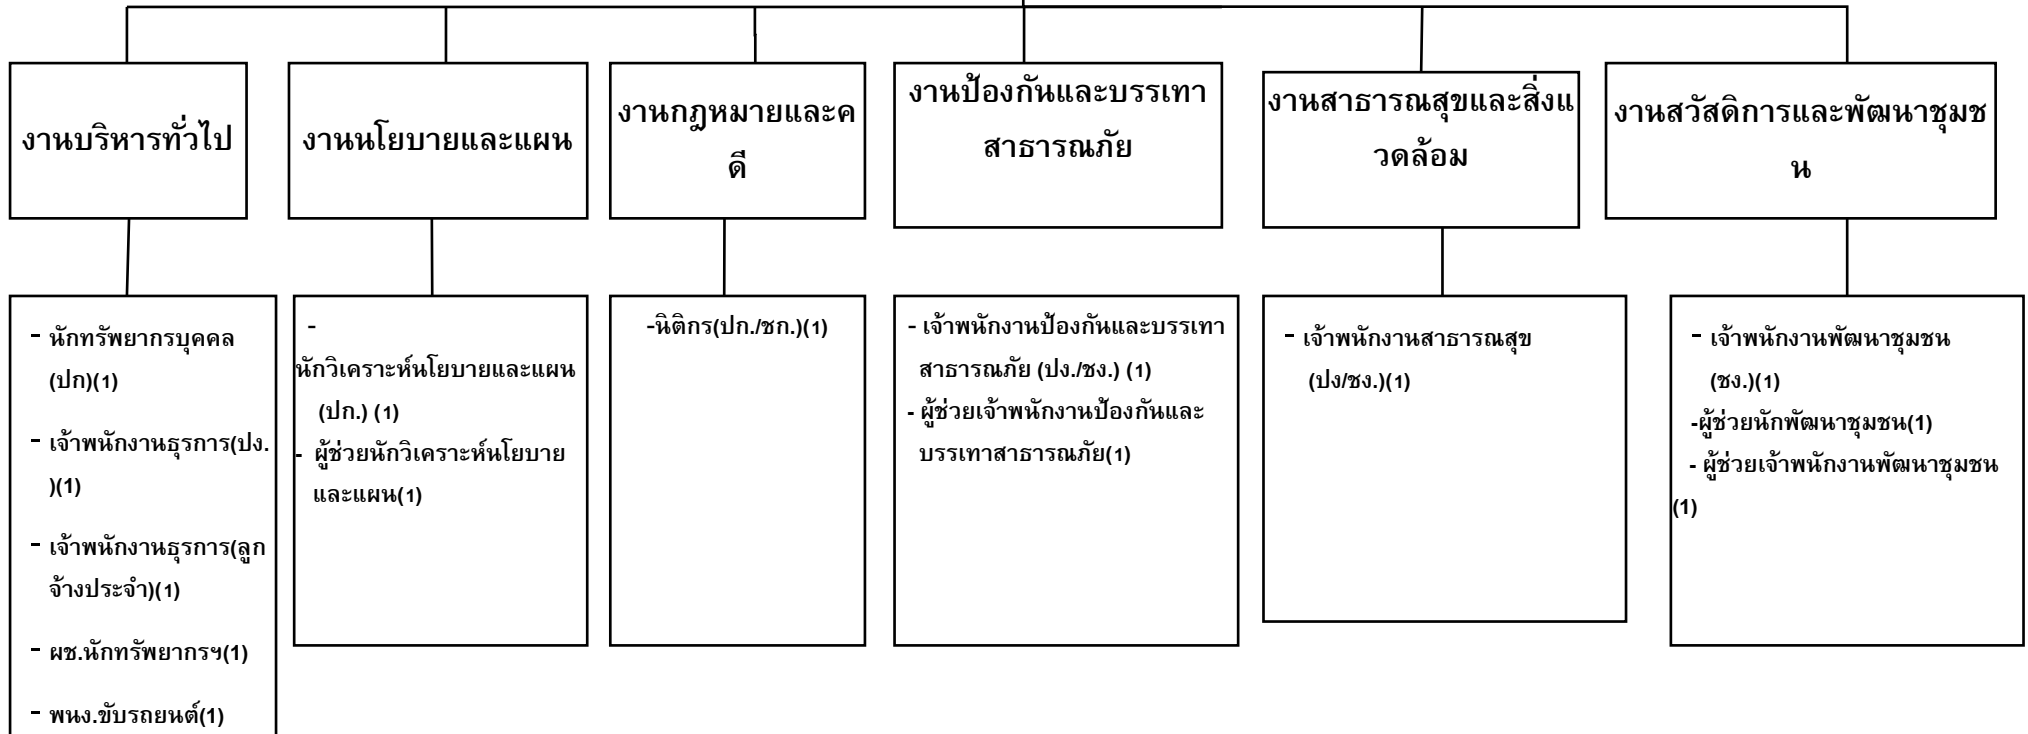 งานบริหารทั่วไป
งานนโยบายและแผน
งานกฎหมายและค
ดี
งานป้องกันและบรรเทา
สาธารณภัย
งานสาธารณสุขและสิ่งแ
วดล้อม
งานสวัสดิการและพัฒนาชุมช
น
- นักทรัพยากรบุคคล
(ปก)(1)
- เจ้าพนักงานธุรการ(ปง.
)(1)
- เจ้าพนักงานธุรการ(ลูก
จ้างประจำ)(1)
- ผช.นักทรัพยากรฯ(1)
- พนง.ขับรถยนต์(1)
-
นักวิเคราะห์นโยบายและแผน
(ปก.) (1)
- ผู้ช่วยนักวิเคราะห์นโยบาย
และแผน(1)
-นิติกร(ปก./ชก.)(1)
- เจ้าพนักงานป้องกันและบรรเทา
สาธารณภัย (ปง./ชง.) (1)
- ผู้ช่วยเจ้าพนักงานป้องกันและ
บรรเทาสาธารณภัย(1)
- เจ้าพนักงานสาธารณสุข
(ปง/ชง.)(1)
- เจ้าพนักงานพัฒนาชุมชน
(ชง.)(1)
-ผู้ช่วยนักพัฒนาชุมชน(1)
- ผู้ช่วยเจ้าพนักงานพัฒนาชุมชน
(1)